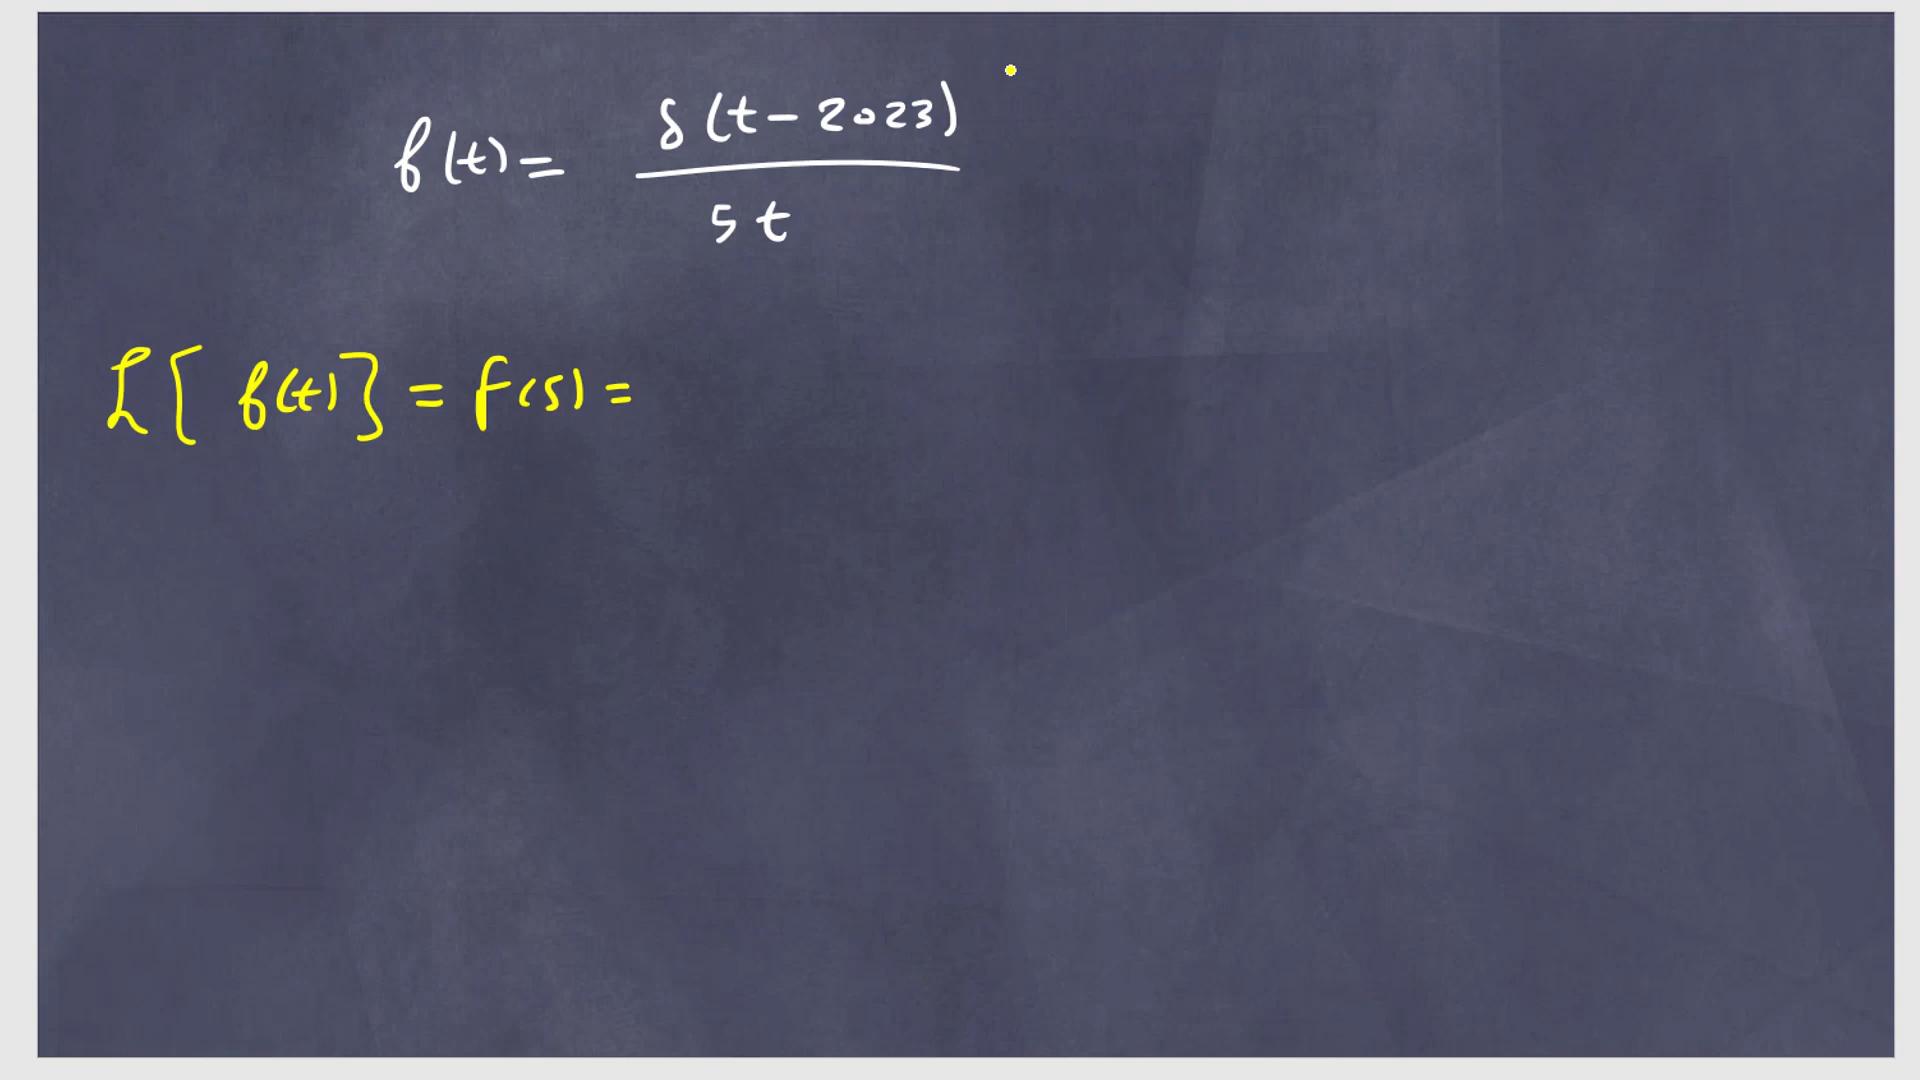 f(t) = δ(t - 2023) / 5t
ℒ[f(t)] = F(s) =